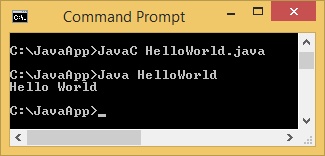 Command Prompt
C:\JavaApp>JavaC HelloWorld.java
C:\JavaApp>Java HelloWorld
Hello World
C:\JavaApp>_